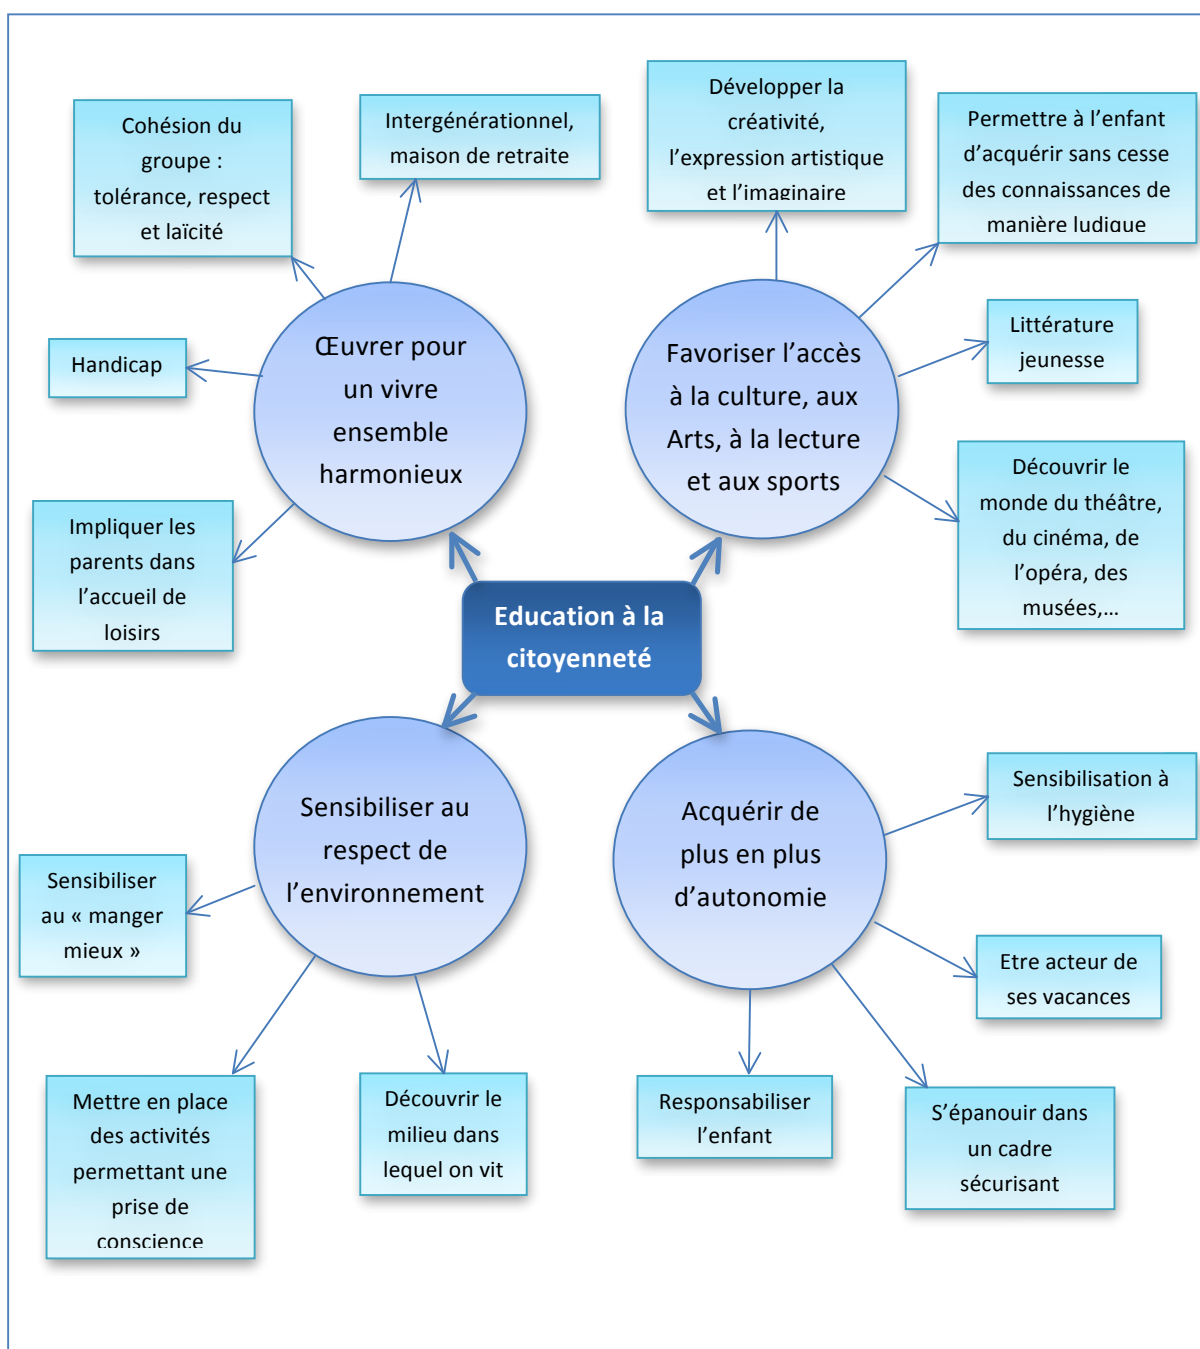 Cohésion du
groupe :
tolérance, respect
et laïcité
Intergénérationnel,
maison de retraite
Développer la
créativité,
l’expression artistique
et l’imaginaire
Permettre à l’enfant
d’acquérir sans cesse
des connaissances de
manière ludique
Handicap
Œuvrer pour
un vivre
ensemble
harmonieux
Favoriser l’accès
à la culture, aux
Arts, à la lecture
et aux sports
Littérature
jeunesse
Impliquer les
parents dans
l’accueil de
loisirs
Découvrir le
monde du théâtre,
du cinéma, de
l’opéra, des
musées,…
Education à la
citoyenneté
Sensibiliser au
respect de
l’environnement
Acquérir de
plus en plus
d’autonomie
Sensibilisation à
l’hygiène
Sensibiliser
au « manger
mieux »
Etre acteur de
ses vacances
Mettre en place
des activités
permettant une
prise de
conscience
Découvrir le
milieu dans
lequel on vit
Responsabiliser
l’enfant
S’épanouir dans
un cadre
sécurisant